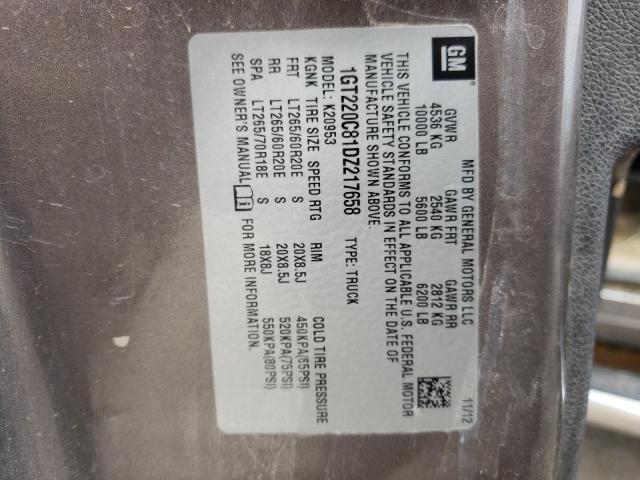 GM
MFD BY GENERAL MOTORS LLC 11/12
GVWR GAWR FRT GAWR RR
4536 KG 2540 KG 2812 KG
10000 LB 5600 LB 6200 LB
THIS VEHICLE CONFORMS TO ALL APPLICABLE U.S. FEDERAL MOTOR
VEHICLE SAFETY STANDARDS IN EFFECT ON THE DATE OF
MANUFACTURE SHOWN ABOVE.
1GT220C81DZ217658 TYPE: TRUCK
MODEL: K20953
KGNK TIRE SIZE SPEED RTG RIM COLD TIRE PRESSURE
FRT LT265/60R20E S 20X8.5J 450KPA(65PSI)
RR LT265/60R20E S 20X8.5J 520KPA(75PSI)
SPA LT265/70R18E S 18X8J 550KPA(80PSI)
SEE OWNER'S MANUAL FOR MORE INFORMATION.